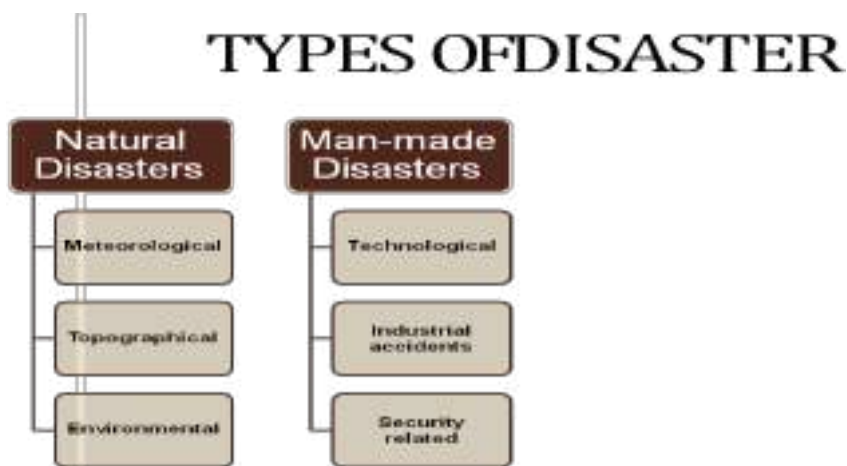 TYPES OFDISASTER
Natural
Disasters
Meteorological
Topographical
Environmental
Man-made
Disasters
Technological
Industrial
accidents
Security
related